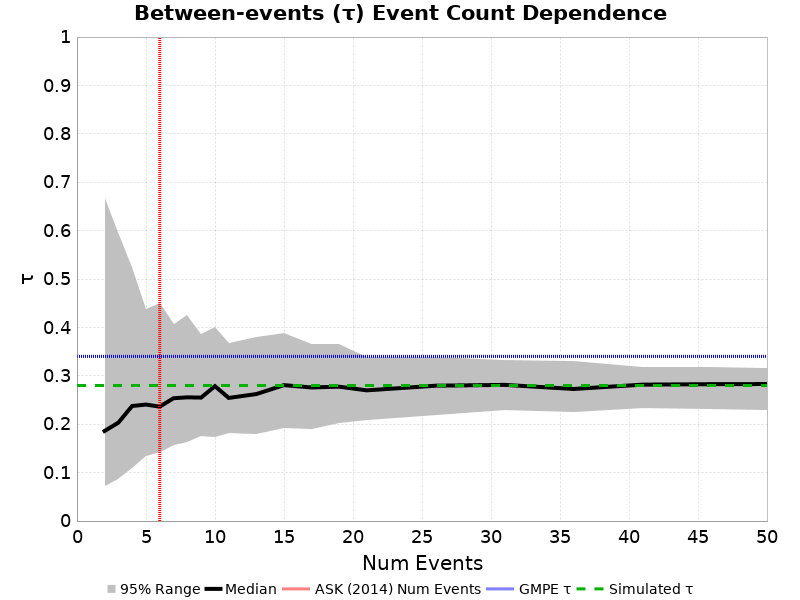 Between-events (τ) Event Count Dependence
1
0.9
0.8
0.7
0.6
0.5
0.4
0.3
0.2
0.1
0
τ
0 5 10 15 20 25 30 35 40 45 50
Num Events
95% Range Median ASK (2014) Num Events GMPE τ Simulated τ